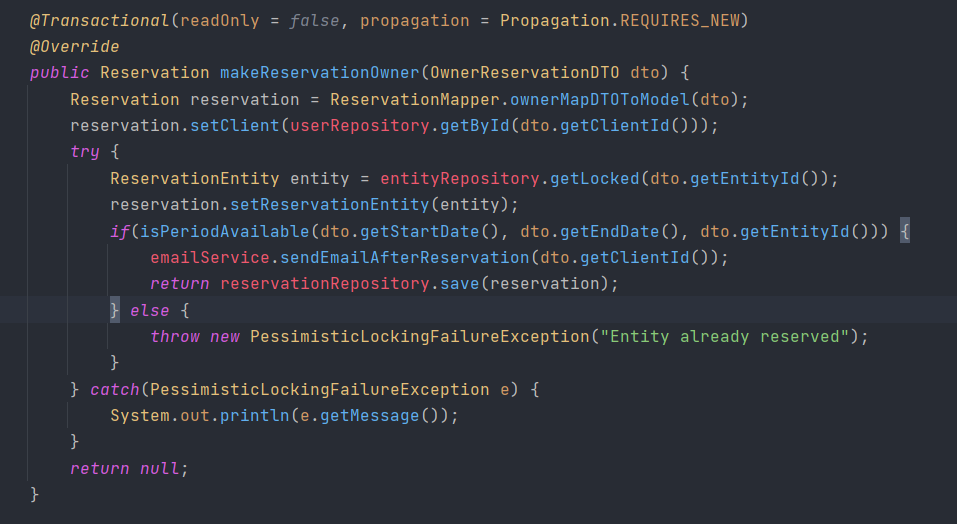 @Transactional(readOnly = false, propagation = Propagation.REQUIRES_NEW)
@Override
public Reservation makeReservationOwner(OwnerReservationDTO dto) {
    Reservation reservation = ReservationMapper.ownerMapDTOToModel(dto);
    reservation.setClient(userRepository.getById(dto.getClientId()));
    try {
        ReservationEntity entity = entityRepository.getLocked(dto.getEntityId());
        reservation.setReservationEntity(entity);
        if(isPeriodAvailable(dto.getStartDate(), dto.getEndDate(), dto.getEntityId())) {
            emailService.sendEmailAfterReservation(dto.getClientId());
            return reservationRepository.save(reservation);
        } else {
            throw new PessimisticLockingFailureException("Entity already reserved");
        }
    } catch(PessimisticLockingFailureException e) {
        System.out.println(e.getMessage());
    }
    return null;
}